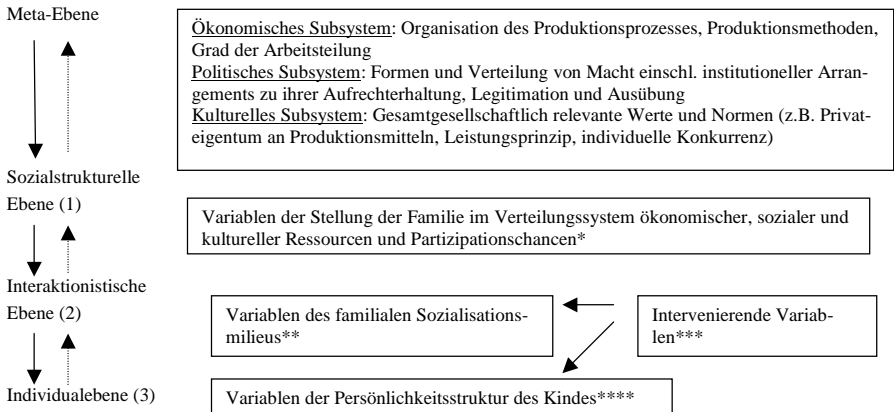 Meta-Ebene
Ökonomisches Subsystem: Organisation des Produktionsprozesses, Produktionsmethoden,
Grad der Arbeitsteilung
Politisches Subsystem: Formen und Verteilung von Macht einschl. institutioneller Arran-
gements zu ihrer Aufrechterhaltung, Legitimation und Ausübung
Kulturelles Subsystem: Gesamtgesellschaftlich relevante Werte und Normen (z.B. Privat-
eigentum an Produktionsmitteln, Leistungsprinzip, individuelle Konkurrenz)
Sozialstrukturelle
Ebene (1)
Variablen der Stellung der Familie im Verteilungssystem ökonomischer, sozialer und
kultureller Ressourcen und Partizipationschancen*
Interaktionistische
Ebene (2)
Variablen des familialen Sozialisations-
milieus**
Intervenierende Variab-
len***
Individualebene (3)
Variablen der Persönlichkeitsstruktur des Kindes****